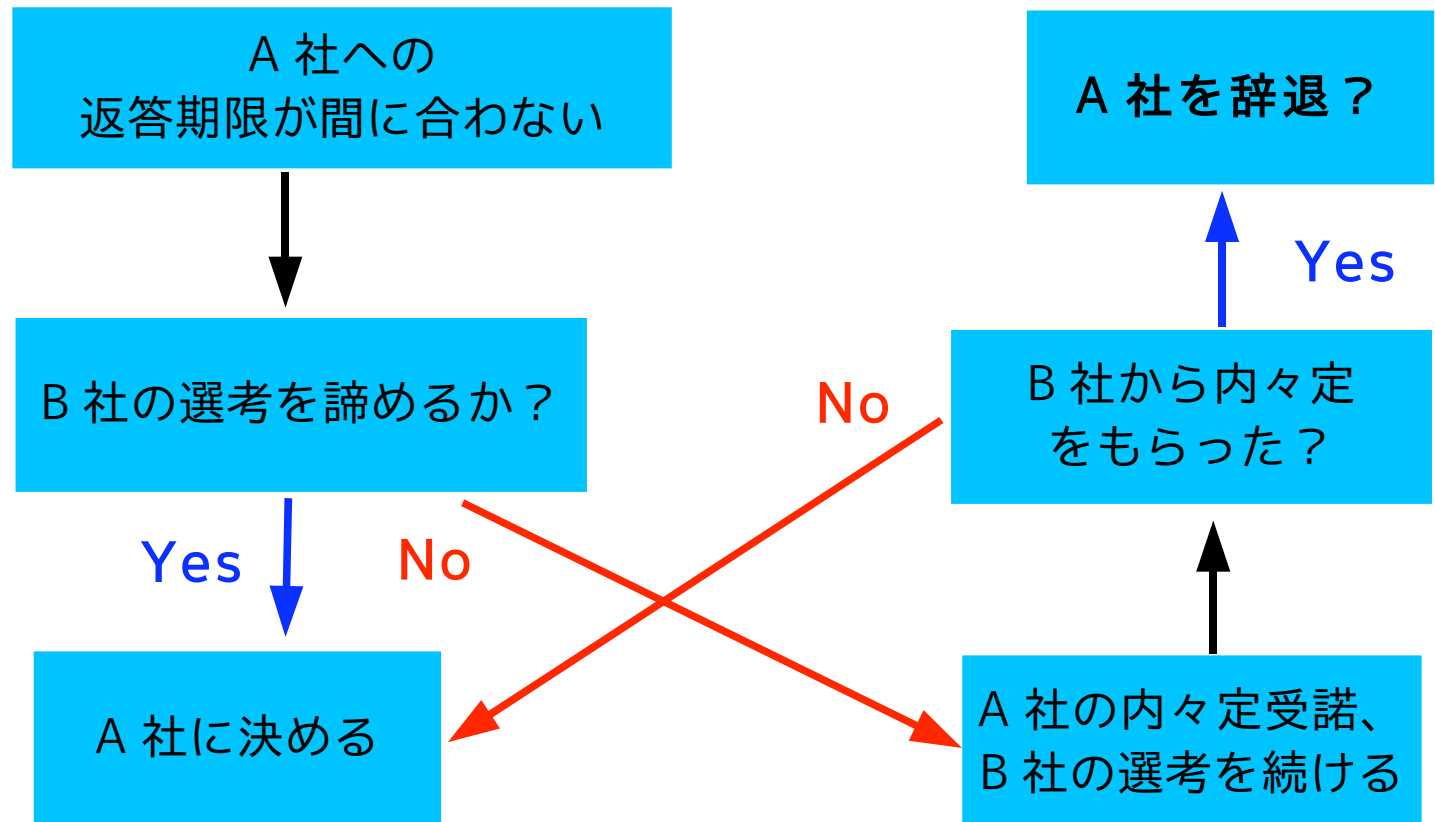 A 社への
返答期限が間に合わない
B 社の選考を諦めるか？
Yes
No
A 社に決める
A 社の内々定受諾、
B 社の選考を続ける
B 社から内々定
をもらった？
No
Yes
A 社を辞退？